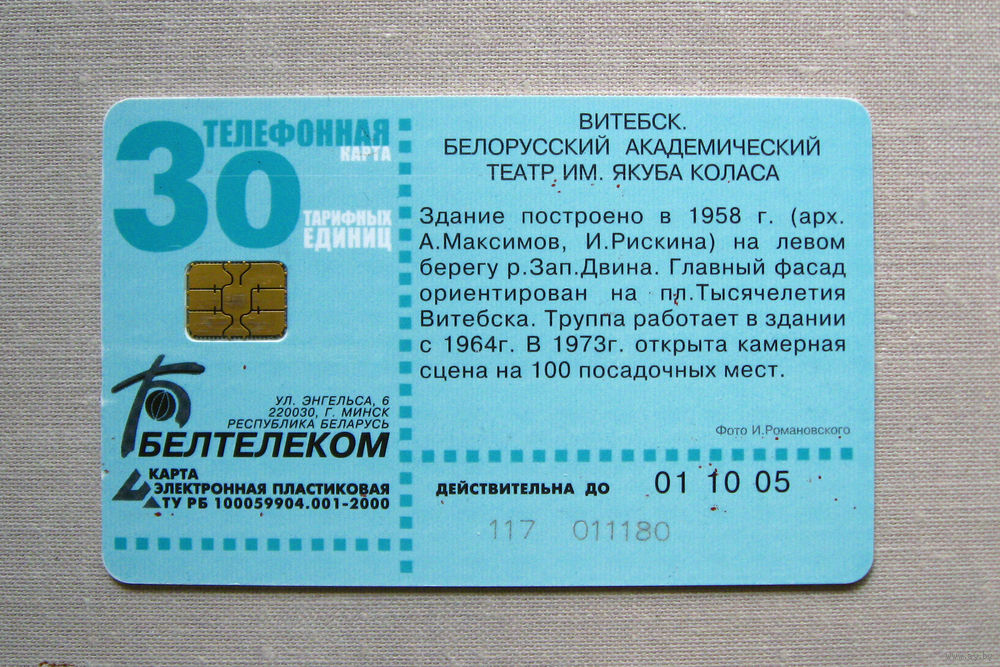 ТЕЛЕФОННАЯ
КАРТА
30
ТАРИФНЫХ
ЕДИНИЦ
БЕЛТЕЛЕКОМ
УЛ. ЭНГЕЛЬСА, 6
220030, Г. МИНСК
РЕСПУБЛИКА БЕЛАРУСЬ
КАРТА
ЭЛЕКТРОННАЯ ПЛАСТИКОВАЯ
ТУ РБ 100059904.001-2000
ВИТЕБСК.
БЕЛОРУССКИЙ АКАДЕМИЧЕСКИЙ
ТЕАТР ИМ. ЯКУБА КОЛАСА
Здание построено в 1958 г. (арх.
А.Максимов, И.Рискина) на левом
берегу р.Зап.Двина. Главный фасад
ориентирован на пл.Тысячелетия
Витебска. Труппа работает в здании
с 1964г. В 1973г. открыта камерная
сцена на 100 посадочных мест.
Фото И.Романовского
ДЕЙСТВИТЕЛЬНА ДО 01 10 05
117 011180